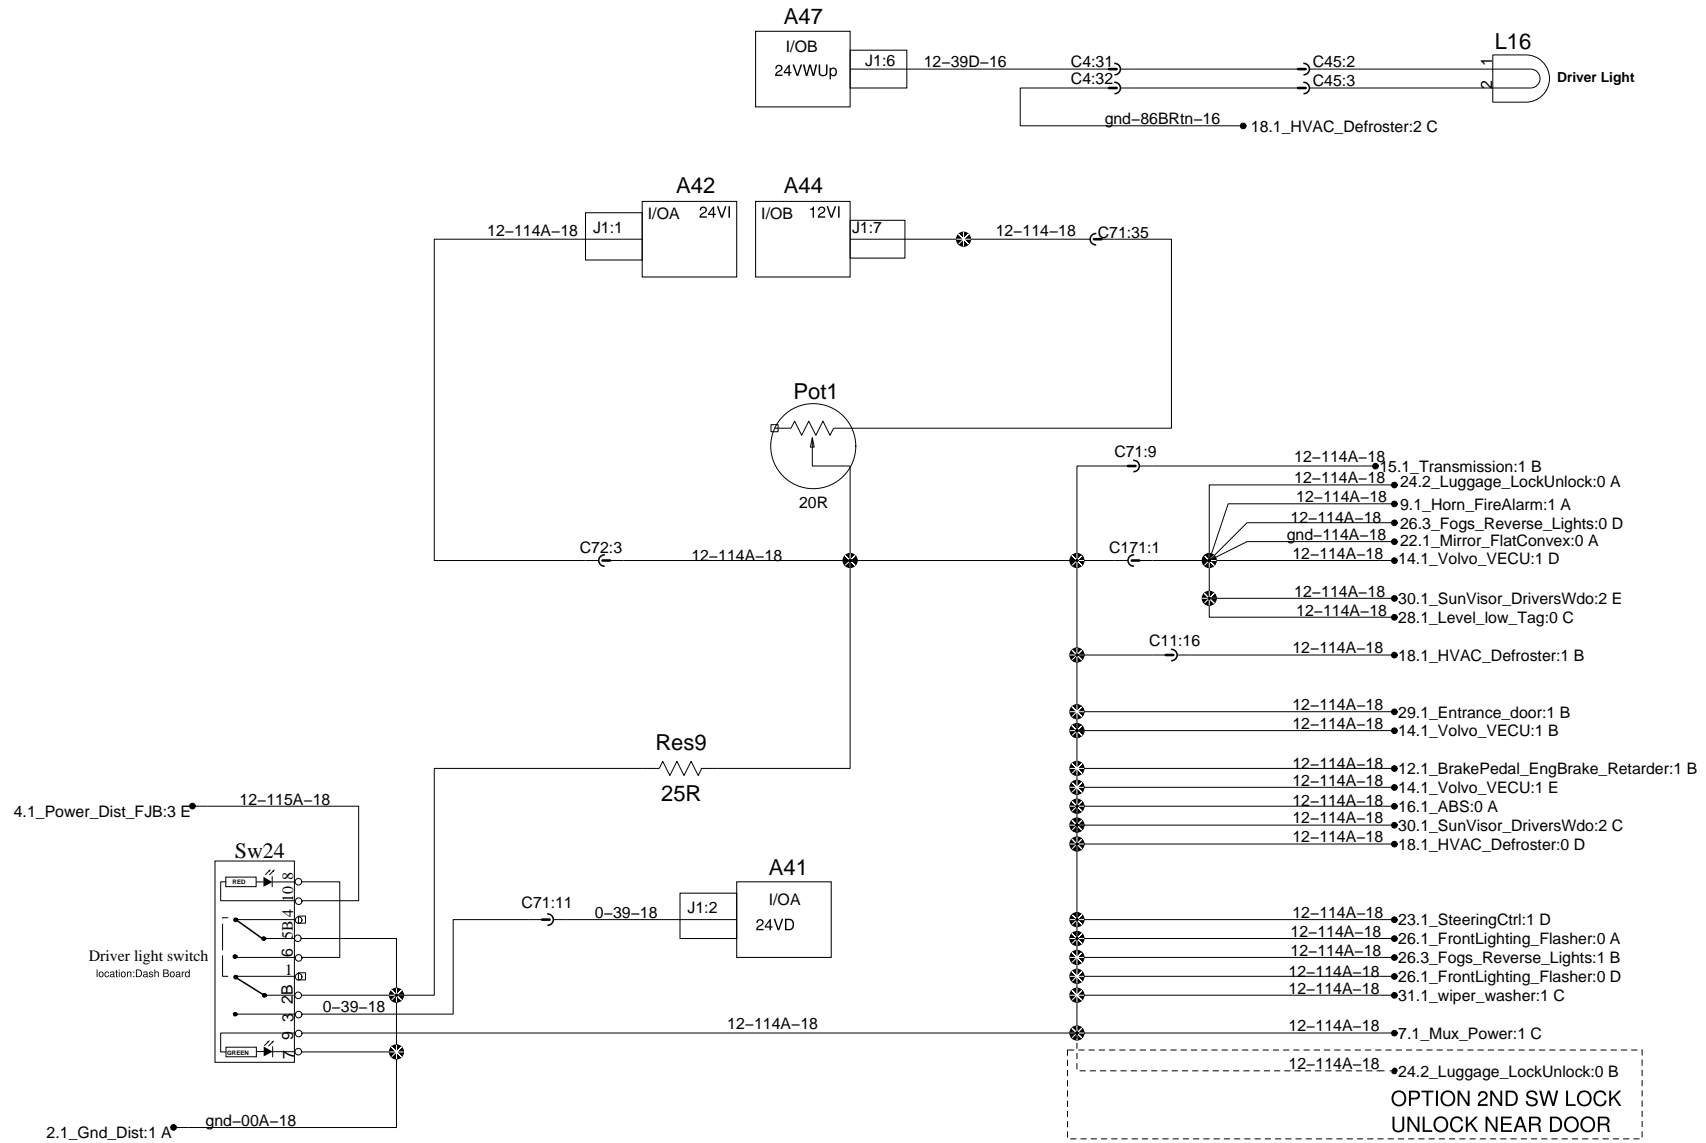 A47
I/OB
24VWUp
J1:6
12-39D-16
C4:31
C4:32
C45:2
C45:3
L16
1
2
Driver Light
gnd-86BRtn-16
18.1_HVAC_Defroster:2 C
A42
I/OA 24VI
J1:1
12-114A-18
A44
I/OB 12VI
J1:7
12-114-18
C71:35
Pot1
20R
C71:9
12-114A-18
15.1_Transmission:1 B
12-114A-18
24.2_Luggage_LockUnlock:0 A
12-114A-18
9.1_Horn_FireAlarm:1 A
12-114A-18
26.3_Fogs_Reverse_Lights:0 D
gnd-114A-18
22.1_Mirror_FlatConvex:0 A
C72:3
12-114A-18
C171:1
12-114A-18
14.1_Volvo_VECU:1 D
12-114A-18
30.1_SunVisor_DriversWdo:2 E
12-114A-18
28.1_Level_low_Tag:0 C
C11:16
12-114A-18
18.1_HVAC_Defroster:1 B
12-114A-18
29.1_Entrance_door:1 B
12-114A-18
14.1_Volvo_VECU:1 B
Res9
25R
12-114A-18
12.1_BrakePedal_EngBrake_Retarder:1 B
12-114A-18
14.1_Volvo_VECU:1 E
12-114A-18
16.1_ABS:0 A
12-114A-18
30.1_SunVisor_DriversWdo:2 C
12-114A-18
18.1_HVAC_Defroster:0 D
4.1_Power_Dist_FJB:3 E
12-115A-18
Sw24
RED
8
10
4
5B
6
1
2B
3
9
7
GREEN
Driver light switch
location:Dash Board
0-39-18
C71:11
0-39-18
J1:2
A41
I/OA
24VD
12-114A-18
23.1_SteeringCtrl:1 D
12-114A-18
26.1_FrontLighting_Flasher:0 A
12-114A-18
26.3_Fogs_Reverse_Lights:1 B
12-114A-18
26.1_FrontLighting_Flasher:0 D
12-114A-18
31.1_wiper_washer:1 C
12-114A-18
12-114A-18
7.1_Mux_Power:1 C
12-114A-18
24.2_Luggage_LockUnlock:0 B
OPTION 2ND SW LOCK
UNLOCK NEAR DOOR
gnd-00A-18
2.1_Gnd_Dist:1 A